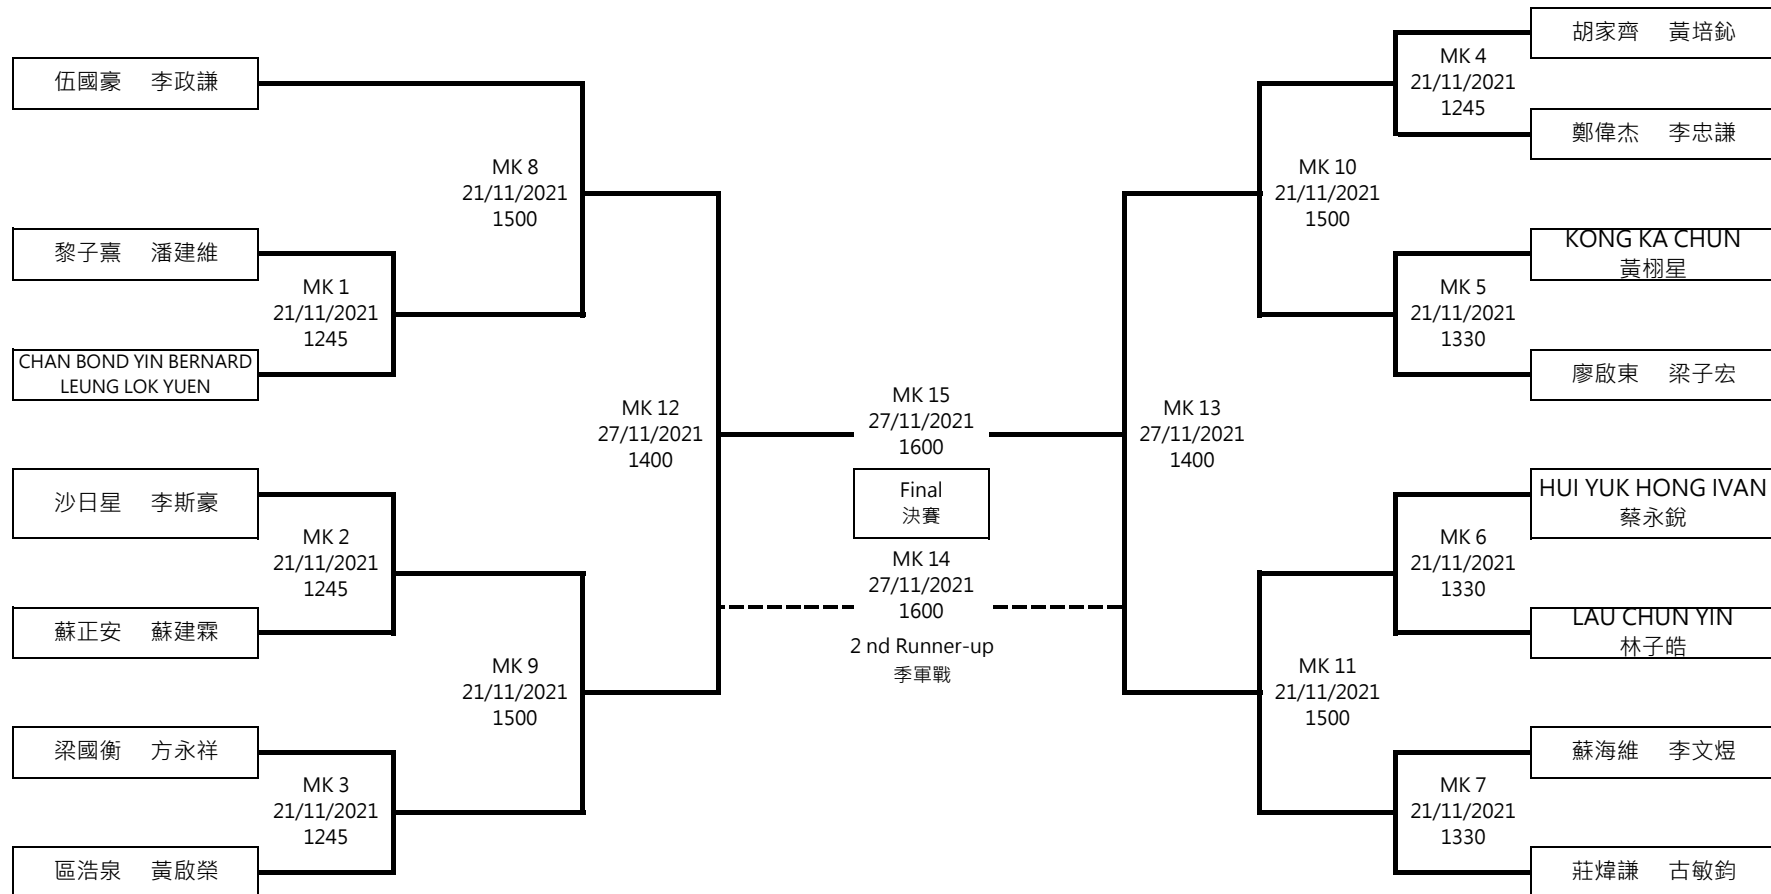 伍國豪 李政謙
黎子熹 潘建維
CHAN BOND YIN BERNARD
LEUNG LOK YUEN
沙日星 李斯豪
蘇正安 蘇建霖
梁國衡 方永祥
區浩泉 黃啟榮
MK 1
21/11/2021
1245
MK 2
21/11/2021
1245
MK 3
21/11/2021
1245
MK 8
21/11/2021
1500
MK 9
21/11/2021
1500
MK 12
27/11/2021
1400
MK 15
27/11/2021
1600
Final
決賽
MK 14
27/11/2021
1600
2 nd Runner-up
季軍戰
MK 13
27/11/2021
1400
MK 10
21/11/2021
1500
MK 11
21/11/2021
1500
MK 4
21/11/2021
1245
MK 5
21/11/2021
1330
MK 6
21/11/2021
1330
MK 7
21/11/2021
1330
胡家齊 黃培鈊
鄭偉杰 李忠謙
KONG KA CHUN
黃栩星
廖啟東 梁子宏
HUI YUK HONG IVAN
蔡永銳
LAU CHUN YIN
林子皓
蘇海維 李文煜
莊煒謙 古敏鈞